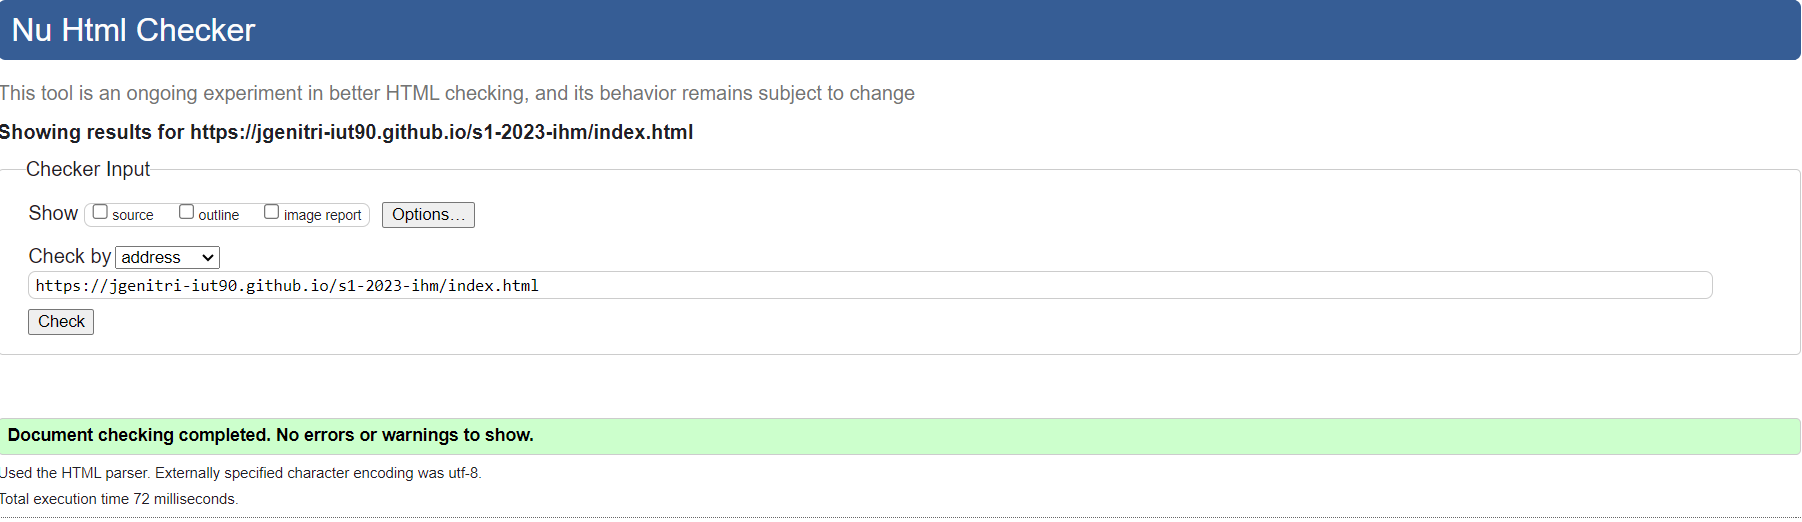 Nu Html Checker
This tool is an ongoing experiment in better HTML checking, and its behavior remains subject to change
Showing results for https://jgenitri-iut90.github.io/s1-2023-ihm/index.html
Checker Input
Show source outline image report Options...
Check by address
https://jgenitri-iut90.github.io/s1-2023-ihm/index.html
Check
Document checking completed. No errors or warnings to show.
Used the HTML parser. Externally specified character encoding was utf-8.
Total execution time 72 milliseconds.